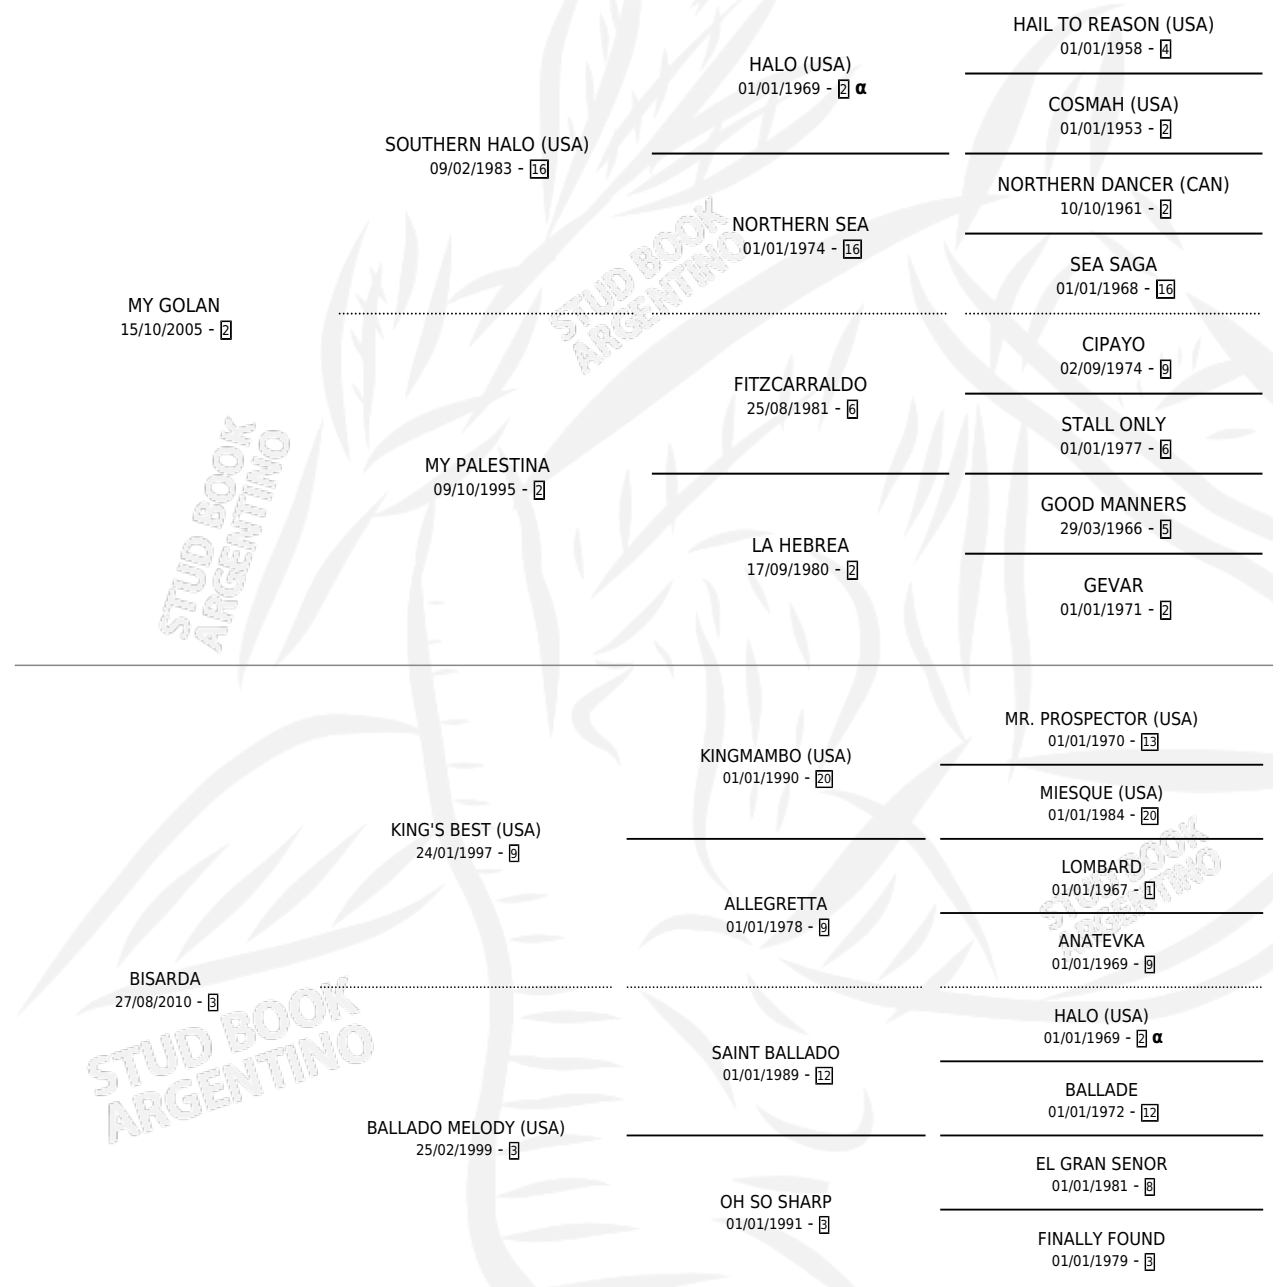 HAIL TO REASON (USA)
01/01/1958 - 4
HALO (USA)
01/01/1969 - 2 α
COSMAH (USA)
01/01/1953 - 2
SOUTHERN HALO (USA)
09/02/1983 - 16
NORTHERN DANCER (CAN)
10/10/1961 - 2
NORTHERN SEA
01/01/1974 - 16
SEA SAGA
01/01/1968 - 16
STUD BOOK
ARGENTINO
MY GOLAN
15/10/2005 - 2
CIPAYO
02/09/1974 - 9
FITZCARRALDO
25/08/1981 - 6
STALL ONLY
01/01/1977 - 6
MY PALESTINA
09/10/1995 - 2
GOOD MANNERS
29/03/1966 - 5
LA HEBREA
17/09/1980 - 2
GEVAR
01/01/1971 - 2
STUD BOOK
ARGENTINO
MR. PROSPECTOR (USA)
01/01/1970 - 13
KINGMAMBO (USA)
01/01/1990 - 20
MIESQUE (USA)
01/01/1984 - 20
KING'S BEST (USA)
24/01/1997 - 9
LOMBARD
01/01/1967 - 1
ALLEGRETTA
01/01/1978 - 9
ANATEVKA
01/01/1969 - 9
STUD BOOK
ARGENTINO
BISARDA
27/08/2010 - 3
HALO (USA)
01/01/1969 - 2 α
SAINT BALLADO
01/01/1989 - 12
BALLADE
01/01/1972 - 12
STUD BOOK
ARGENTINO
BALLADO MELODY (USA)
25/02/1999 - 3
EL GRAN SENOR
01/01/1981 - 8
OH SO SHARP
01/01/1991 - 3
FINALLY FOUND
01/01/1979 - 3